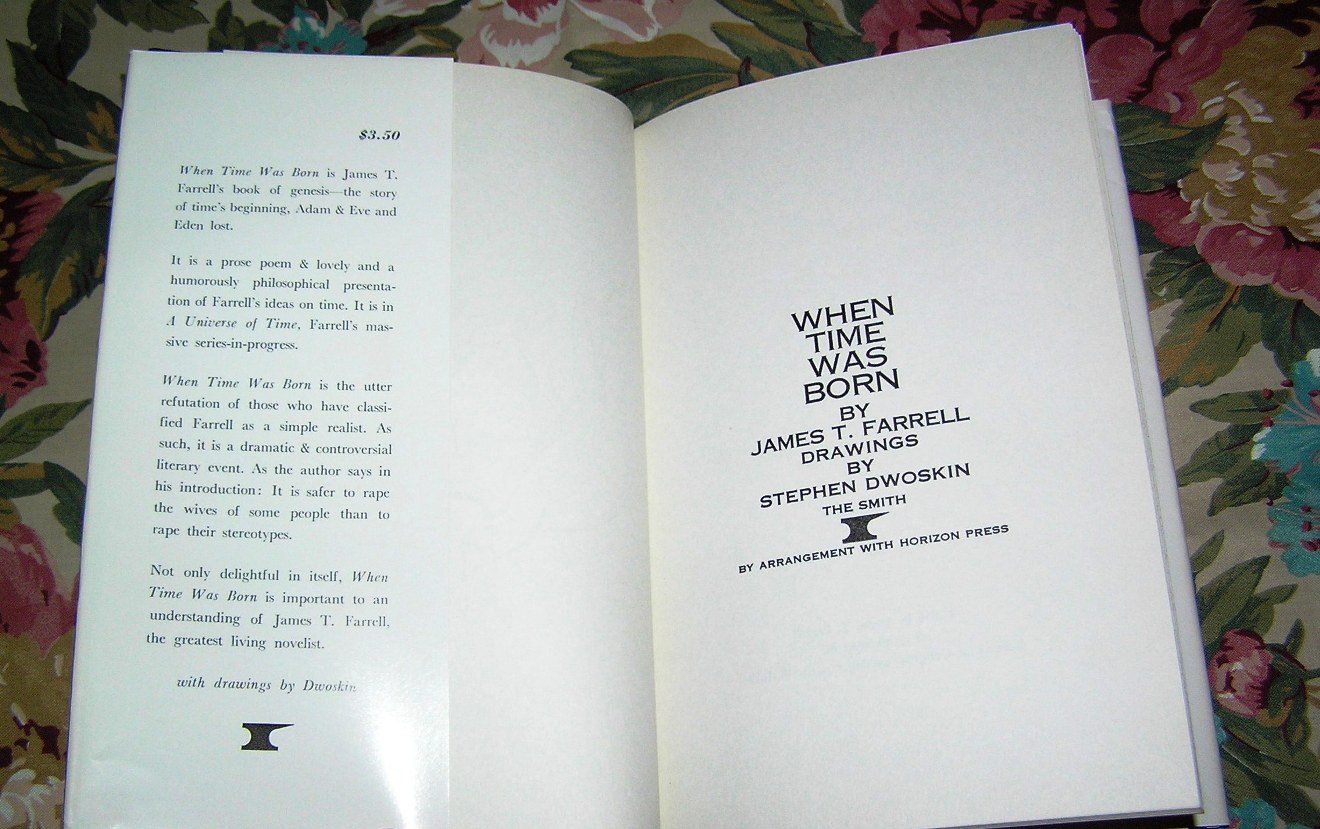 $3.50
When Time Was Born is James T.
Farrell's book of genesis—the story
of time's beginning, Adam & Eve and
Eden lost.
It is a prose poem & lovely and a
humorously philosophical presenta-
tion of Farrell's ideas on time. It is in
A Universe of Time, Farrell's mas-
sive series-in-progress.
When Time Was Born is the utter
refutation of those who have classi-
fied Farrell as a simple realist. As
such, it is a dramatic & controversial
literary event. As the author says in
his introduction: It is safer to rape
the wives of some people than to
rape their stereotypes.
Not only delightful in itself, When
Time Was Born is important to an
understanding of James T. Farrell,
the greatest living novelist.
with drawings by Dwoskin
WHEN
TIME
WAS
BORN
BY
JAMES T. FARRELL
DRAWINGS
BY
STEPHEN DWOSKIN
THE SMITH
BY ARRANGEMENT WITH HORIZON PRESS